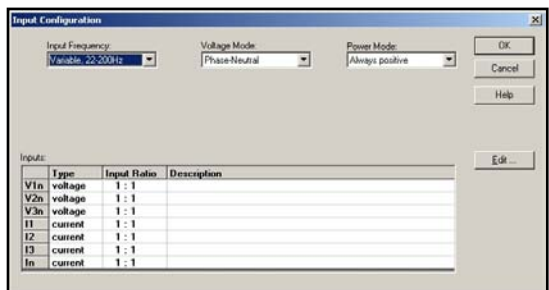 Input Configuration
Input Frequency: Voltage Mode: Power Mode: OK
Variable, 22-200Hz Phase-Neutral Always positive
Cancel
Help
Inputs: Edit ...
Type Input Ratio Description
V1n voltage 1 : 1
V2n voltage 1 : 1
V3n voltage 1 : 1
I1 current 1 : 1
I2 current 1 : 1
I3 current 1 : 1
In current 1 : 1